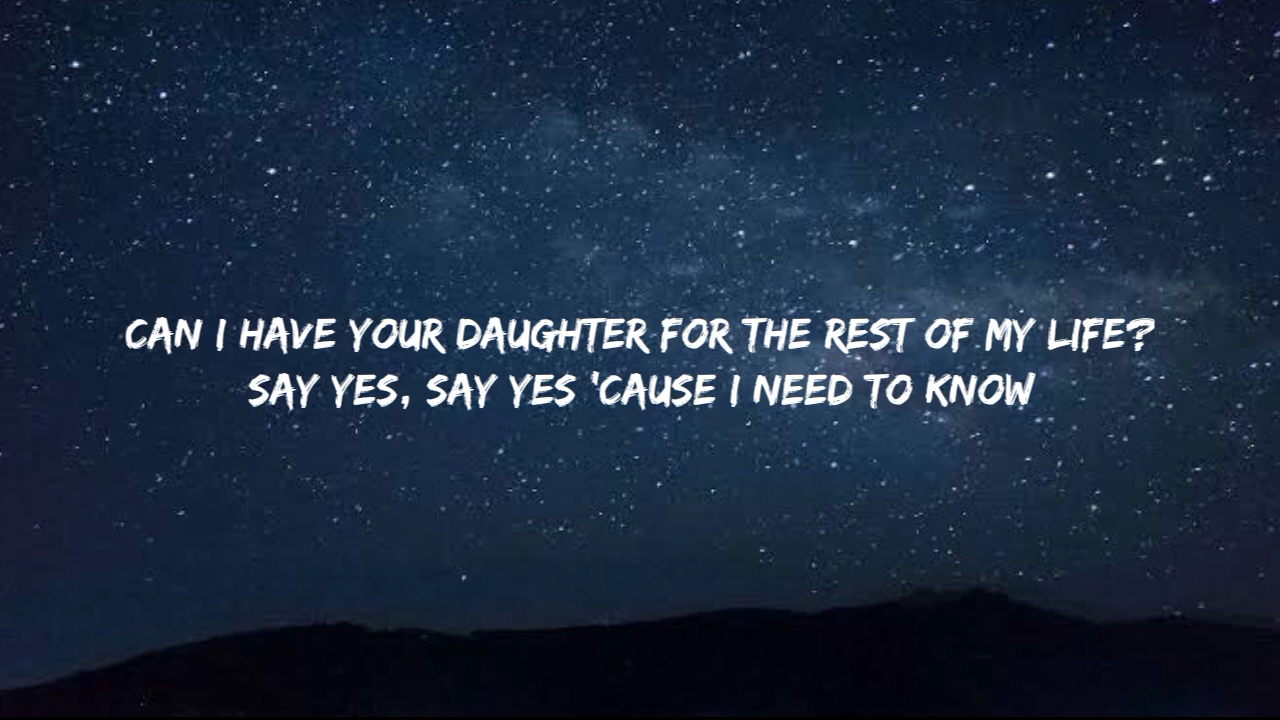 CAN I HAVE YOUR DAUGHTER FOR THE REST OF MY LIFE?
SAY YES, SAY YES 'CAUSE I NEED TO KNOW